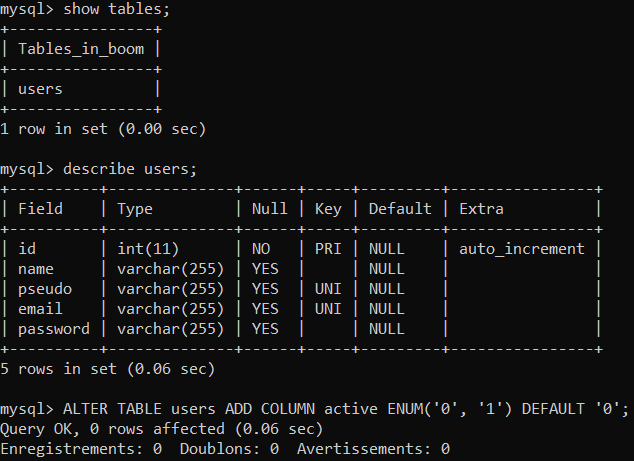 mysql> show tables;
+----------------+
| Tables_in_boom |
+----------------+
| users          |
+----------------+
1 row in set (0.00 sec)

mysql> describe users;
+----------+--------------+------+-----+---------+----------------+
| Field    | Type         | Null | Key | Default | Extra          |
+----------+--------------+------+-----+---------+----------------+
| id       | int(11)      | NO   | PRI | NULL    | auto_increment |
| name     | varchar(255) | YES  |     | NULL    |                |
| pseudo   | varchar(255) | YES  | UNI | NULL    |                |
| email    | varchar(255) | YES  | UNI | NULL    |                |
| password | varchar(255) | YES  |     | NULL    |                |
+----------+--------------+------+-----+---------+----------------+
5 rows in set (0.06 sec)

mysql> ALTER TABLE users ADD COLUMN active ENUM('0', '1') DEFAULT '0';
Query OK, 0 rows affected (0.06 sec)
Enregistrements: 0  Doublons: 0  Avertissements: 0